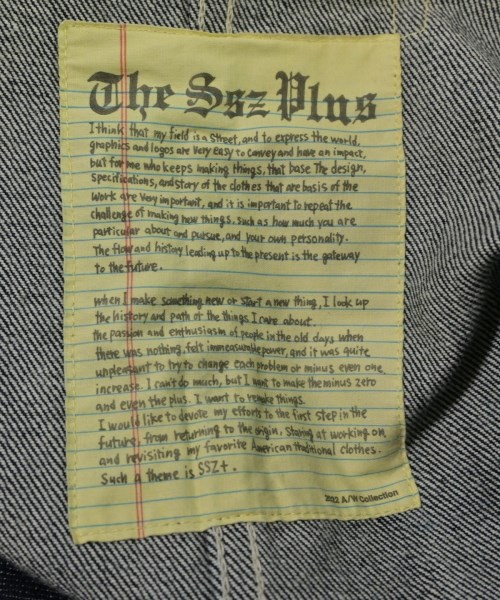 The Ssz Plus
I think that my field is a Street, and to express the world,
graphics and logos are very easy to convey and have an impact,
but for me who keeps making things, that base The design,
specifications, and story of the clothes that are basis of the
work are very important, and it is important to repeat the
challenge of making new things, such as how much you are
particular about and pursue, and your own personality.
The flow and history leading up to the present is the gateway
to the future.
when I make something new or start a new thing, I look up
the history and path of the things I care about.
the passion and enthusiasm of people in the old days when
there was nothing, felt immeasurable power, and it was quite
unpleasant to try to change each problem or minus even one
increase. I can't do much, but I want to make the minus zero
and even the plus. I want to remake things.
I would like to devote my efforts to the first step in the
future, from returning to the origin, staring at working on
and revisiting my favorite American traditional clothes.
Such a theme is SSZ+.
2022 A/W Collection